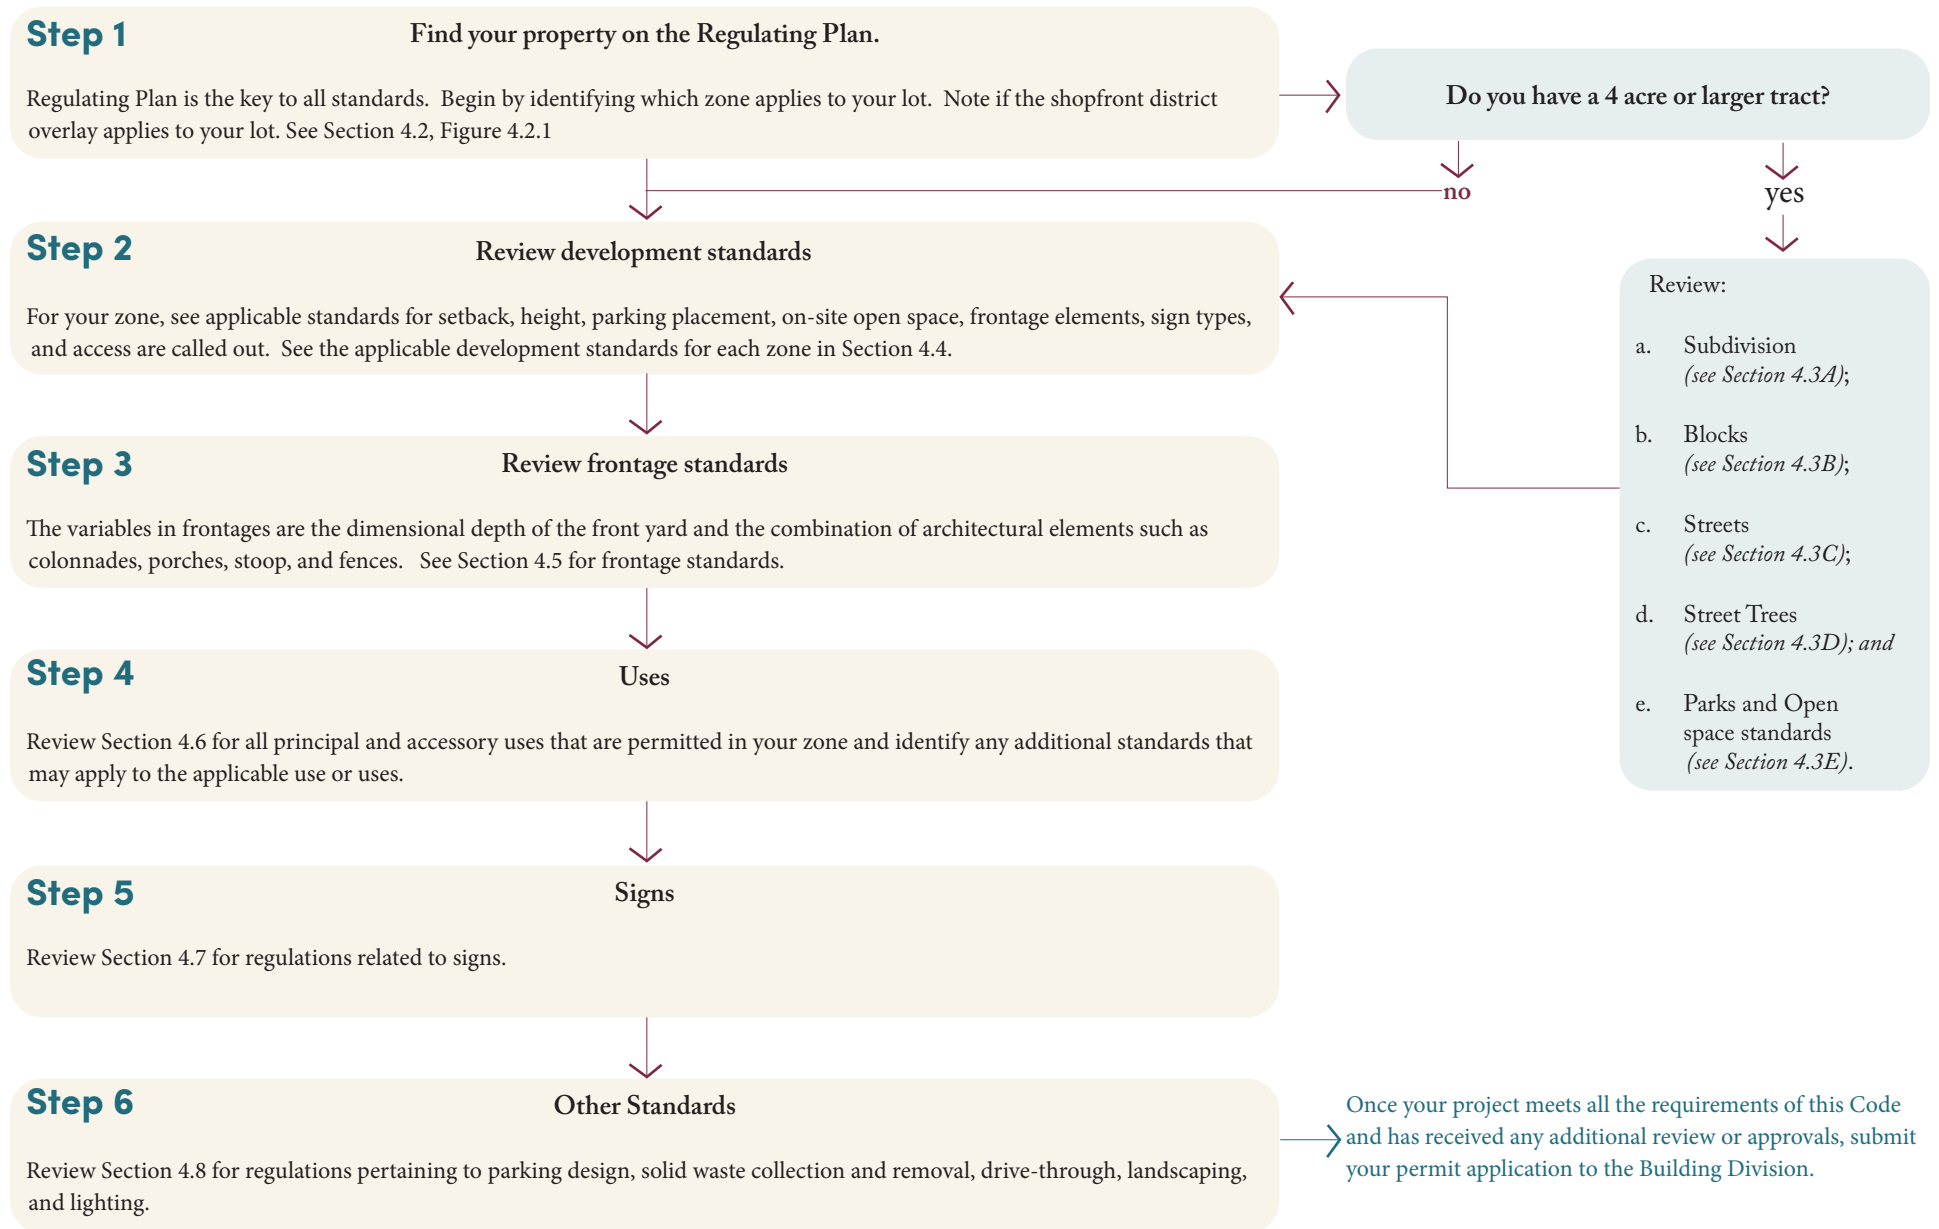 Step 1
Find your property on the Regulating Plan.
Regulating Plan is the key to all standards.  Begin by identifying which zone applies to your lot.  Note if the shopfront district
overlay applies to your lot. See Section 4.2, Figure 4.2.1
Do you have a 4 acre or larger tract?
no
yes
Step 2
Review development standards
For your zone, see applicable standards for setback, height, parking placement, on-site open space, frontage elements, sign types,
and access are called out.  See the applicable development standards for each zone in Section 4.4.
Review:
a. Subdivision
(see Section 4.3A);
b. Blocks
(see Section 4.3B);
c. Streets
(see Section 4.3C);
d. Street Trees
(see Section 4.3D); and
e. Parks and Open
space standards
(see Section 4.3E).
Step 3
Review frontage standards
The variables in frontages are the dimensional depth of the front yard and the combination of architectural elements such as
colonnades, porches, stoop, and fences.   See Section 4.5 for frontage standards.
Step 4
Uses
Review Section 4.6 for all principal and accessory uses that are permitted in your zone and identify any additional standards that
may apply to the applicable use or uses.
Step 5
Signs
Review Section 4.7 for regulations related to signs.
Step 6
Other Standards
Review Section 4.8 for regulations pertaining to parking design, solid waste collection and removal, drive-through, landscaping,
and lighting.
Once your project meets all the requirements of this Code
and has received any additional review or approvals, submit
your permit application to the Building Division.